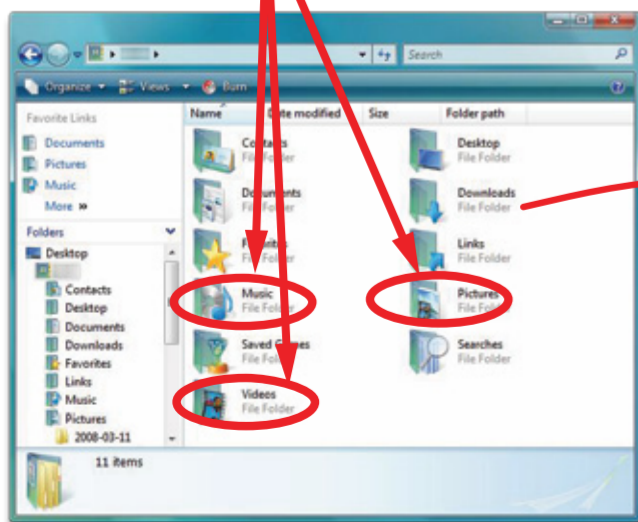 Search
Organize Views Burn
Favorite Links
Documents
Pictures
Music
More »
Folders
Desktop
Contacts
Desktop
Documents
Downloads
Favorites
Links
Music
Pictures
2008-03-11
Name Date modified Size Folder path
Contacts
File Folder
Desktop
File Folder
Documents
File Folder
Downloads
File Folder
Favorites
File Folder
Links
File Folder
Music
File Folder
Pictures
File Folder
Saved Games
File Folder
Searches
File Folder
Videos
File Folder
11 items